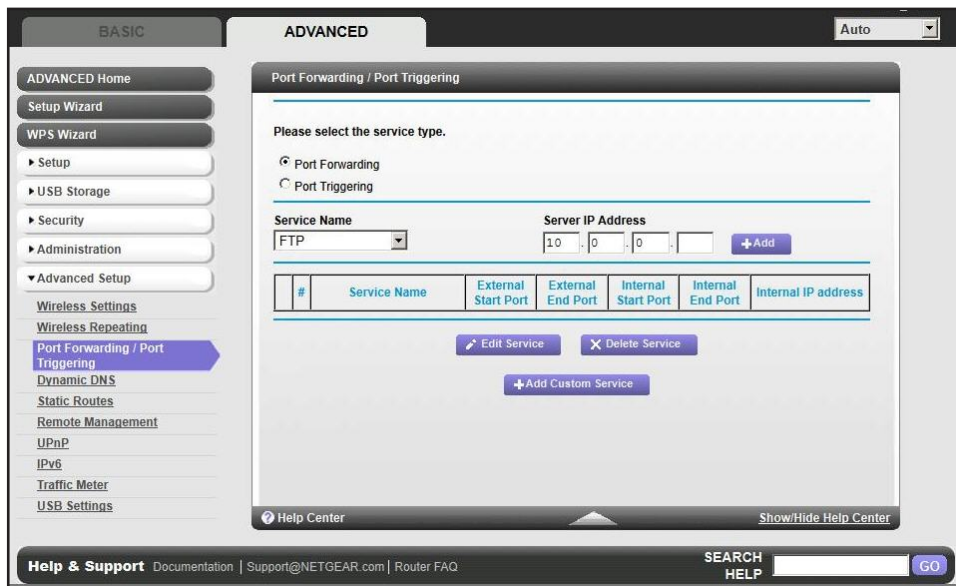 BASIC
ADVANCED
Auto
ADVANCED Home
Setup Wizard
WPS Wizard
Setup
USB Storage
Security
Administration
Advanced Setup
Wireless Settings
Wireless Repeating
Port Forwarding / Port
Triggering
Dynamic DNS
Static Routes
Remote Management
UPnP
IPv6
Traffic Meter
USB Settings
Port Forwarding / Port Triggering
Please select the service type.
Port Forwarding
Port Triggering
Service Name
Server IP Address
FTP
10 . 0 . 0 .
+Add
# Service Name External Start Port External End Port Internal Start Port Internal End Port Internal IP address
Edit Service
X Delete Service
+Add Custom Service
? Help Center
Show/Hide Help Center
Help & Support Documentation | Support@NETGEAR.com | Router FAQ
SEARCH
HELP
GO